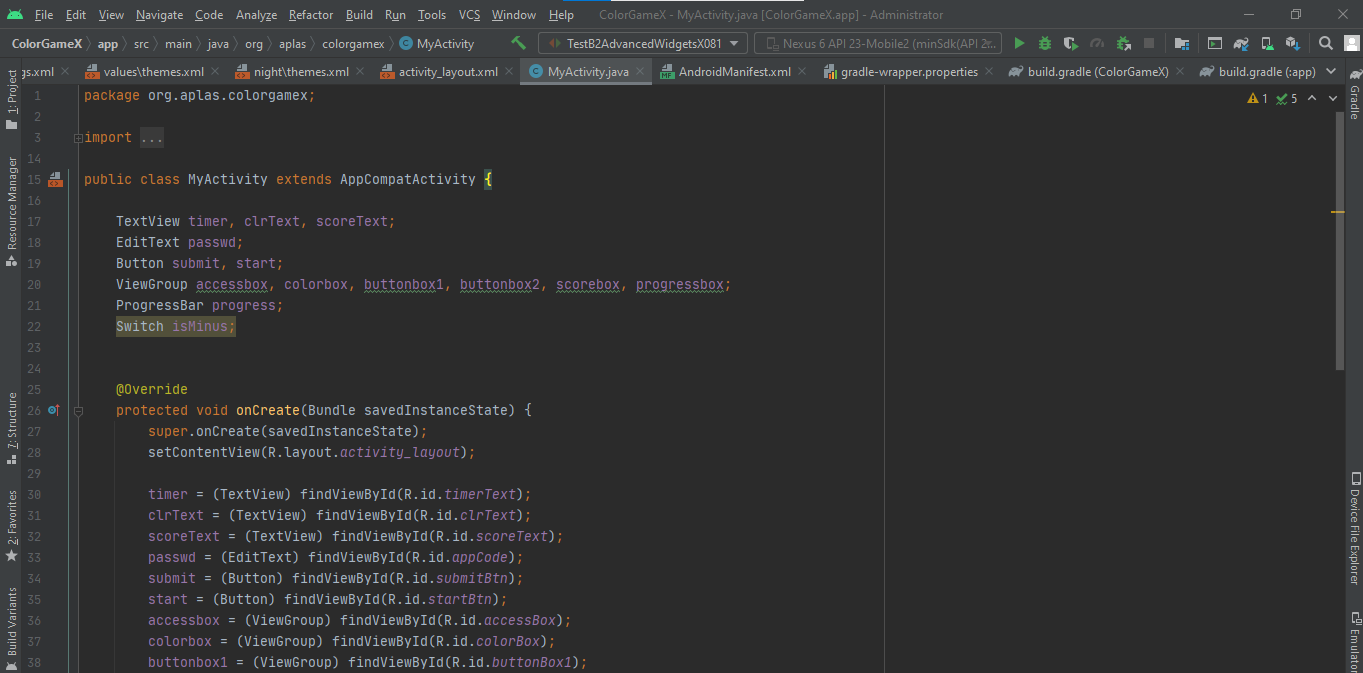 File Edit View Navigate Code Analyze Refactor Build Run Tools VCS Window Help ColorGameX - MyActivity.java [ColorGameX.app] - Administrator
ColorGameX app src main java org aplas colorgamex C MyActivity TestB2AdvancedWidgetsX081 Nexus 6 API 23-Mobile2 (minSdk(API 2...
gs.xml values\themes.xml night\themes.xml activity_layout.xml C MyActivity.java MF AndroidManifest.xml gradle-wrapper.properties build.gradle (ColorGameX) build.gradle (:app)
1: Project
Resource Manager
7: Structure
2: Favorites
Build Variants
1 package org.aplas.colorgamex;
2
3 import ...
14
15 public class MyActivity extends AppCompatActivity {
16
17 TextView timer, clrText, scoreText;
18 EditText passwd;
19 Button submit, start;
20 ViewGroup accessbox, colorbox, buttonbox1, buttonbox2, scorebox, progressbox;
21 ProgressBar progress;
22 Switch isMinus;
23
24
25 @Override
26 protected void onCreate(Bundle savedInstanceState) {
27 super.onCreate(savedInstanceState);
28 setContentView(R.layout.activity_layout);
29
30 timer = (TextView) findViewById(R.id.timerText);
31 clrText = (TextView) findViewById(R.id.clrText);
32 scoreText = (TextView) findViewById(R.id.scoreText);
33 passwd = (EditText) findViewById(R.id.appCode);
34 submit = (Button) findViewById(R.id.submitBtn);
35 start = (Button) findViewById(R.id.startBtn);
36 accessbox = (ViewGroup) findViewById(R.id.accessBox);
37 colorbox = (ViewGroup) findViewById(R.id.colorBox);
38 buttonbox1 = (ViewGroup) findViewById(R.id.buttonBox1);
1 5
Gradle
Device File Explorer
Emulator